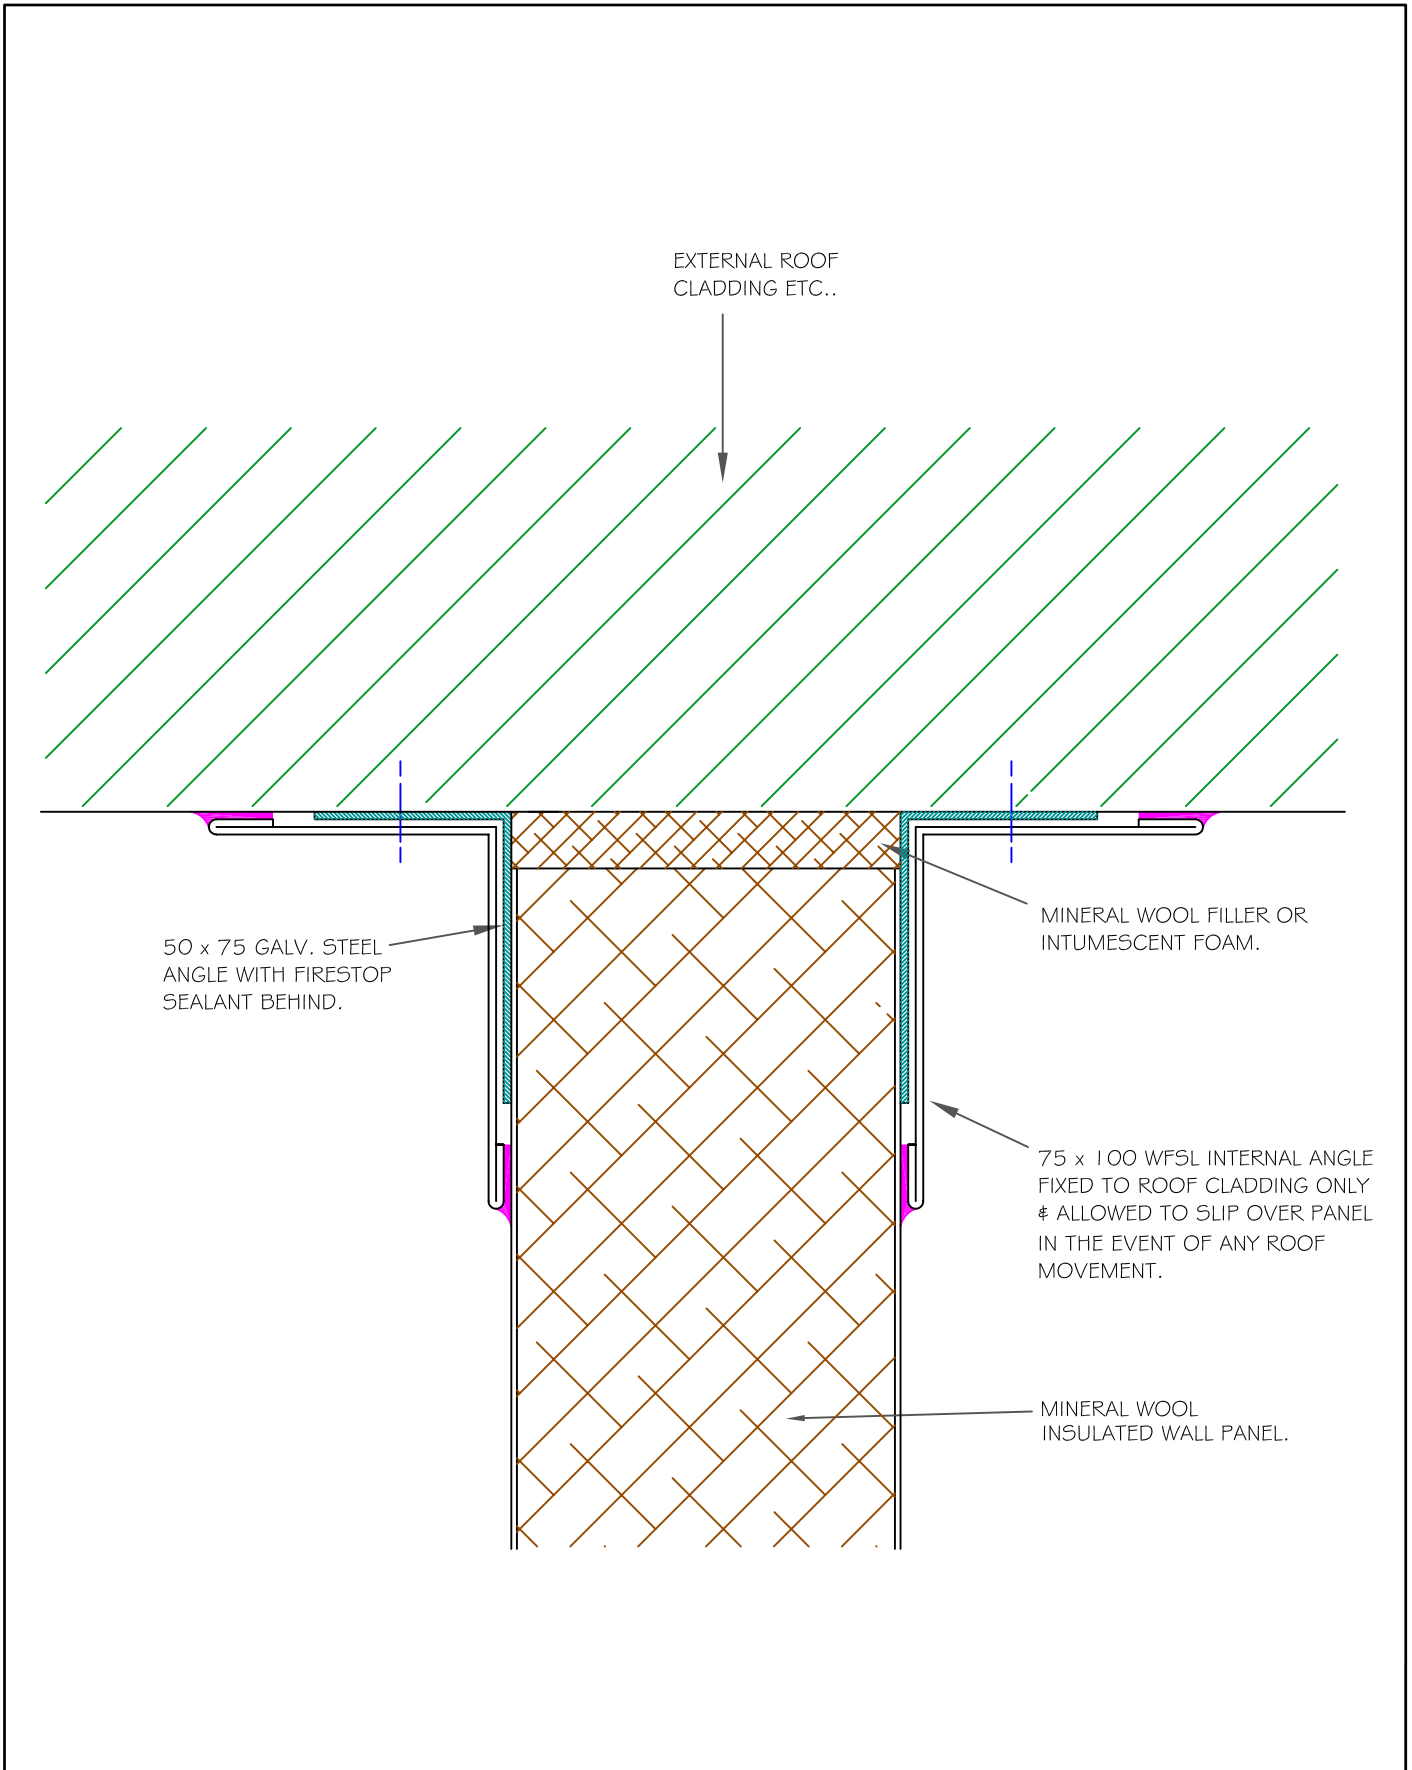 EXTERNAL ROOF
CLADDING ETC..
MINERAL WOOL FILLER OR
INTUMESCENT FOAM.
50 x 75 GALV. STEEL
ANGLE WITH FIRESTOP
SEALANT BEHIND.
75 x 100 WFSL INTERNAL ANGLE
FIXED TO ROOF CLADDING ONLY
& ALLOWED TO SLIP OVER PANEL
IN THE EVENT OF ANY ROOF
MOVEMENT.
MINERAL WOOL
INSULATED WALL PANEL.